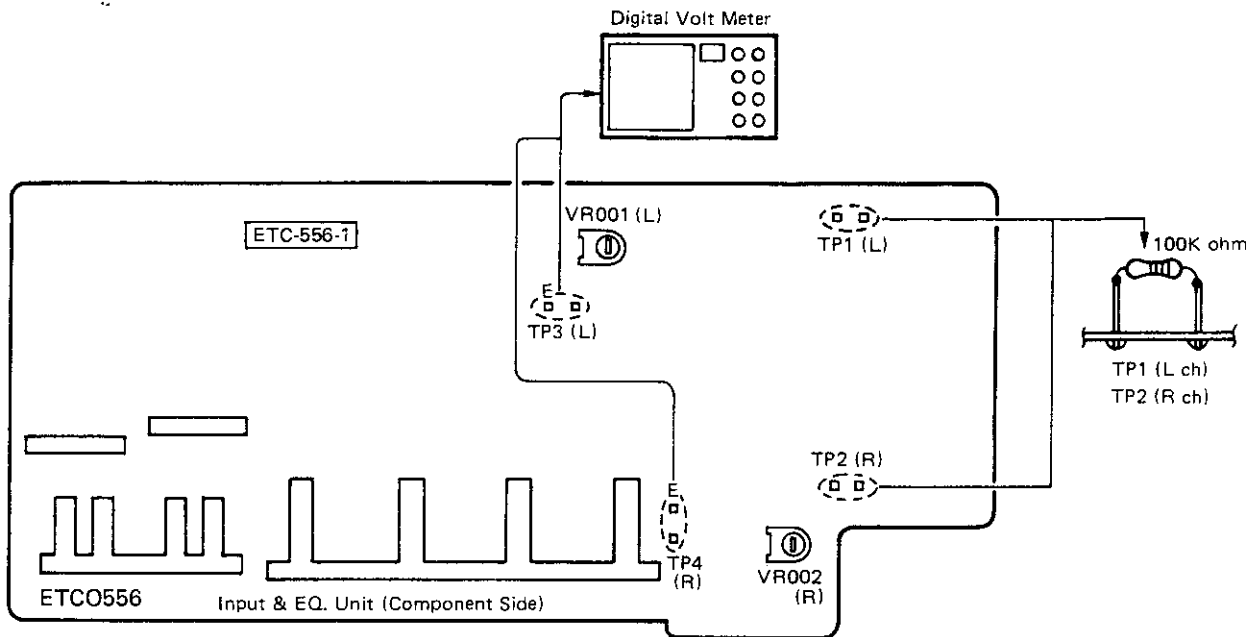 Digital Volt Meter
ETC-556-1
VR001 (L)
TP1 (L)
100K ohm
E
TP3 (L)
TP1 (L ch)
TP2 (R ch)
TP2 (R)
E
TP4
(R)
VR002
(R)
ETC0556
Input & EQ. Unit (Component Side)